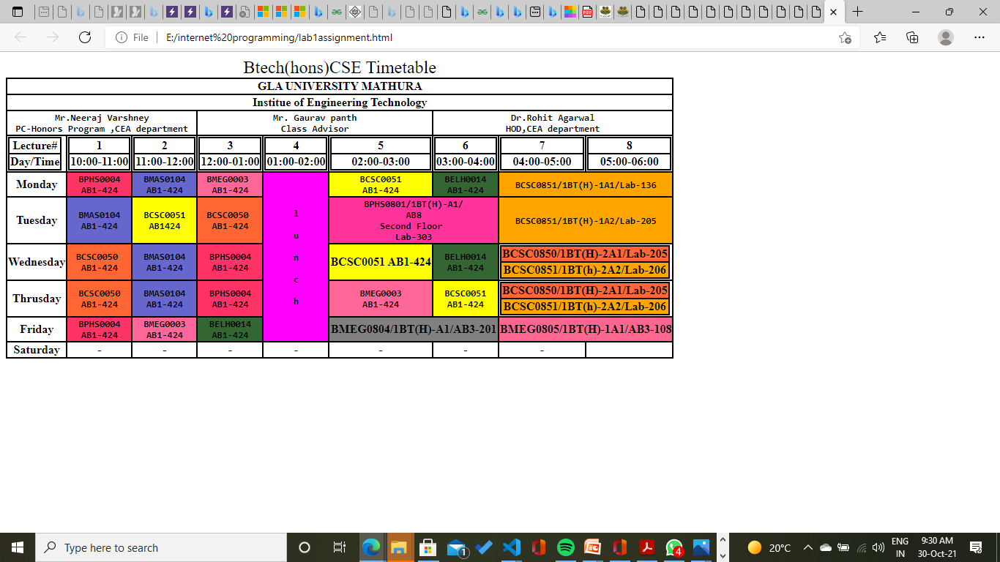 File
E:/internet%20programming/lab1assignment.html
Btech(hons)CSE Timetable
GLA UNIVERSITY MATHURA
Institue of Engineering Technology
Mr.Neeraj Varshney
PC-Honors Program ,CEA department
Mr. Gaurav panth
Class Advisor
Dr.Rohit Agarwal
HOD,CEA department
Lecture# 1 2 3 4 5 6 7 8
Day/Time 10:00-11:00 11:00-12:00 12:00-01:00 01:00-02:00 02:00-03:00 03:00-04:00 04:00-05:00 05:00-06:00
Monday
BPHS0004
AB1-424
BMAS0104
AB1-424
BMEG0003
AB1-424
l
u
n
c
h
BCSC0051
AB1-424
BELH0014
AB1-424
BCSC0851/1BT(H)-1A1/Lab-136
Tuesday
BMAS0104
AB1-424
BCSC0051
AB1424
BCSC0050
AB1-424
BPHS0801/1BT(H)-A1/
AB8
Second Floor
Lab-303
BCSC0851/1BT(H)-1A2/Lab-205
Wednesday
BCSC0050
AB1-424
BMAS0104
AB1-424
BPHS0004
AB1-424
BCSC0051 AB1-424
BELH0014
AB1-424
BCSC0850/1BT(H)-2A1/Lab-205
BCSC0851/1BT(h)-2A2/Lab-206
Thrusday
BCSC0050
AB1-424
BMAS0104
AB1-424
BPHS0004
AB1-424
BMEG0003
AB1-424
BCSC0051
AB1-424
BCSC0850/1BT(H)-2A1/Lab-205
BCSC0851/1BT(h)-2A2/Lab-206
Friday
BPHS0004
AB1-424
BMEG0003
AB1-424
BELH0014
AB1-424
BMEG0804/1BT(H)-A1/AB3-201
BMEG0805/1BT(H)-1A1/AB3-108
Saturday - - - - - - -
Type here to search
1
4
20°C
ENG
IN
9:30 AM
30-Oct-21